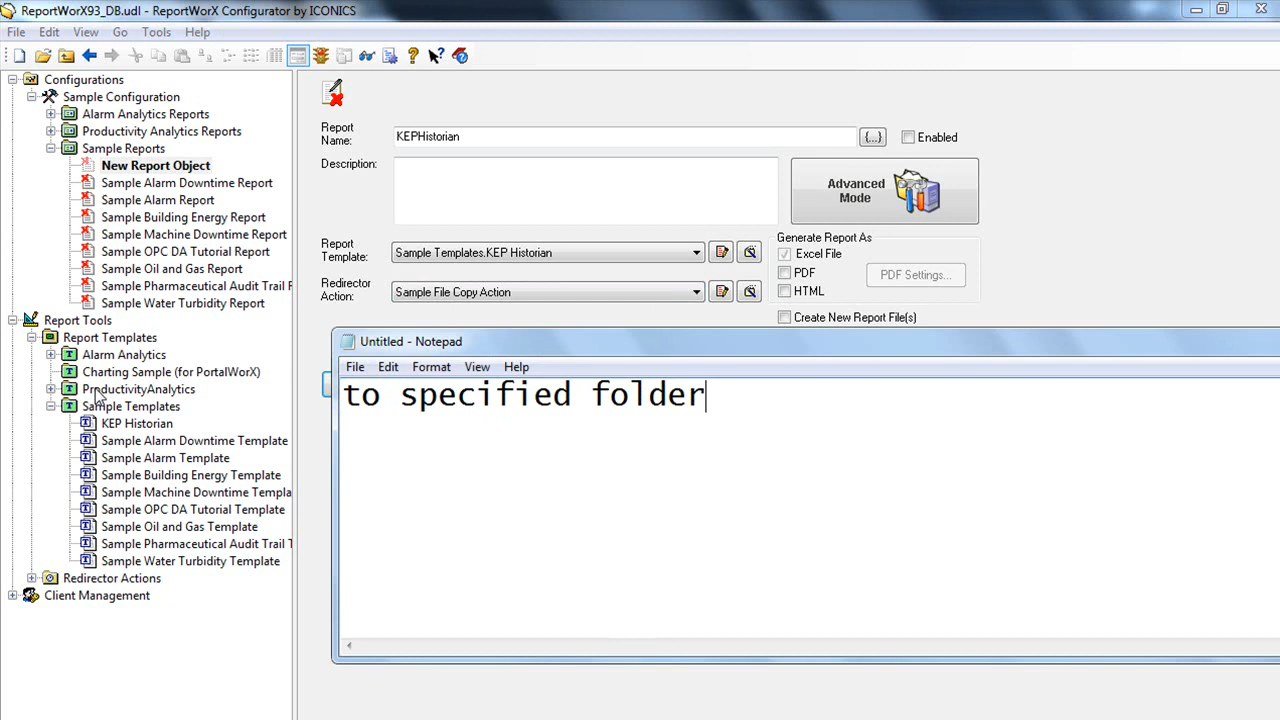 ReportWorX93_DB.udl - ReportWorX Configurator by ICONICS
File Edit View Go Tools Help
Configurations
Sample Configuration
Alarm Analytics Reports
Productivity Analytics Reports
Sample Reports
New Report Object
Sample Alarm Downtime Report
Sample Alarm Report
Sample Building Energy Report
Sample Machine Downtime Report
Sample OPC DA Tutorial Report
Sample Oil and Gas Report
Sample Pharmaceutical Audit Trail F
Sample Water Turbidity Report
Report Tools
Report Templates
Alarm Analytics
Charting Sample (for PortalWorX)
ProductivityAnalytics
Sample Templates
KEP Historian
Sample Alarm Downtime Template
Sample Alarm Template
Sample Building Energy Template
Sample Machine Downtime Templa
Sample OPC DA Tutorial Template
Sample Oil and Gas Template
Sample Pharmaceutical Audit Trail T
Sample Water Turbidity Template
Redirector Actions
Client Management
Report Name: KEPHistorian {...} Enabled
Description:
Advanced Mode
Report Template: Sample Templates.KEP Historian
Redirector Action: Sample File Copy Action
Generate Report As
Excel File
PDF
HTML
PDF Settings...
Create New Report File(s)
Untitled - Notepad
File Edit Format View Help
to specified folder